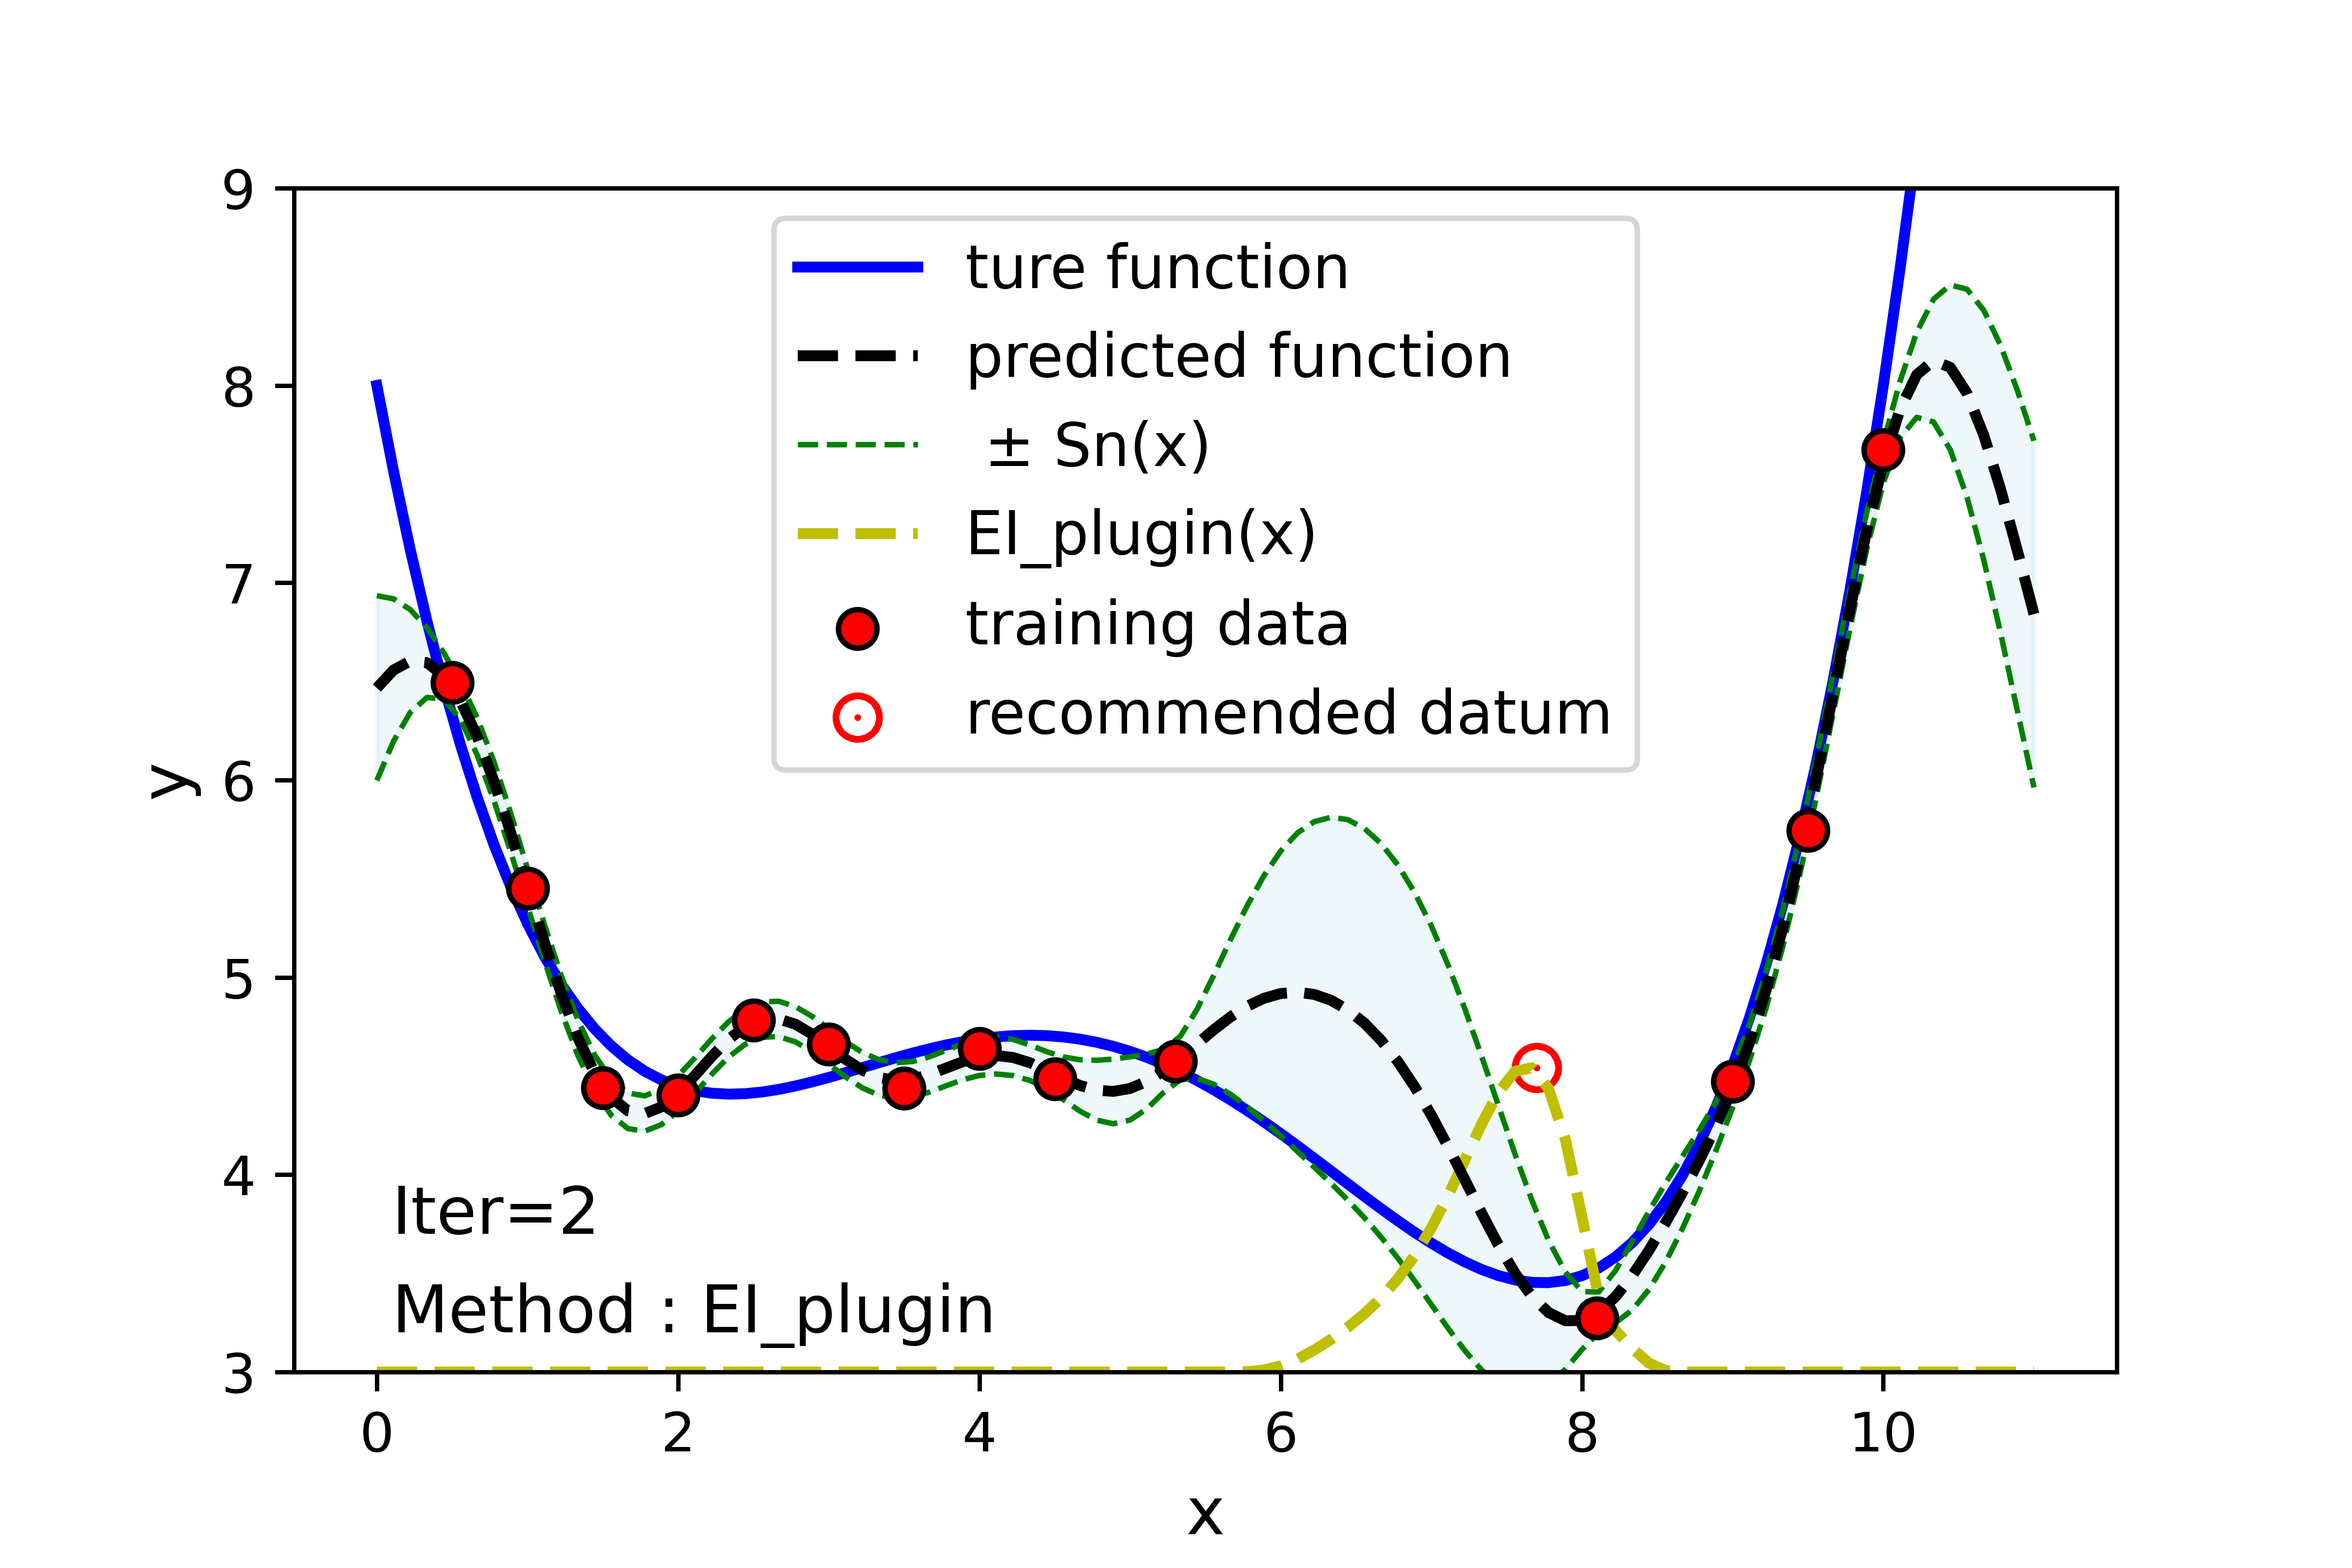 9
8
7
6
5
4
3
y
ture function
predicted function
± Sn(x)
EI_plugin(x)
training data
recommended datum
Iter=2
Method : EI_plugin
0 2 4 6 8 10
x